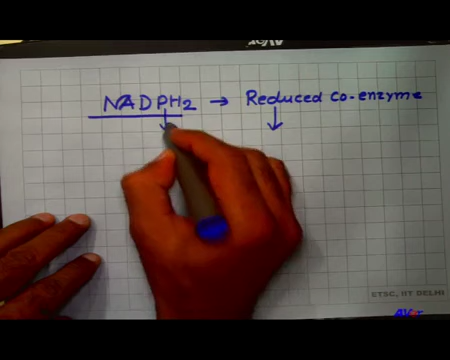 NADPH2 → Reduced co-enzyme
ETSC, IIT DELHI